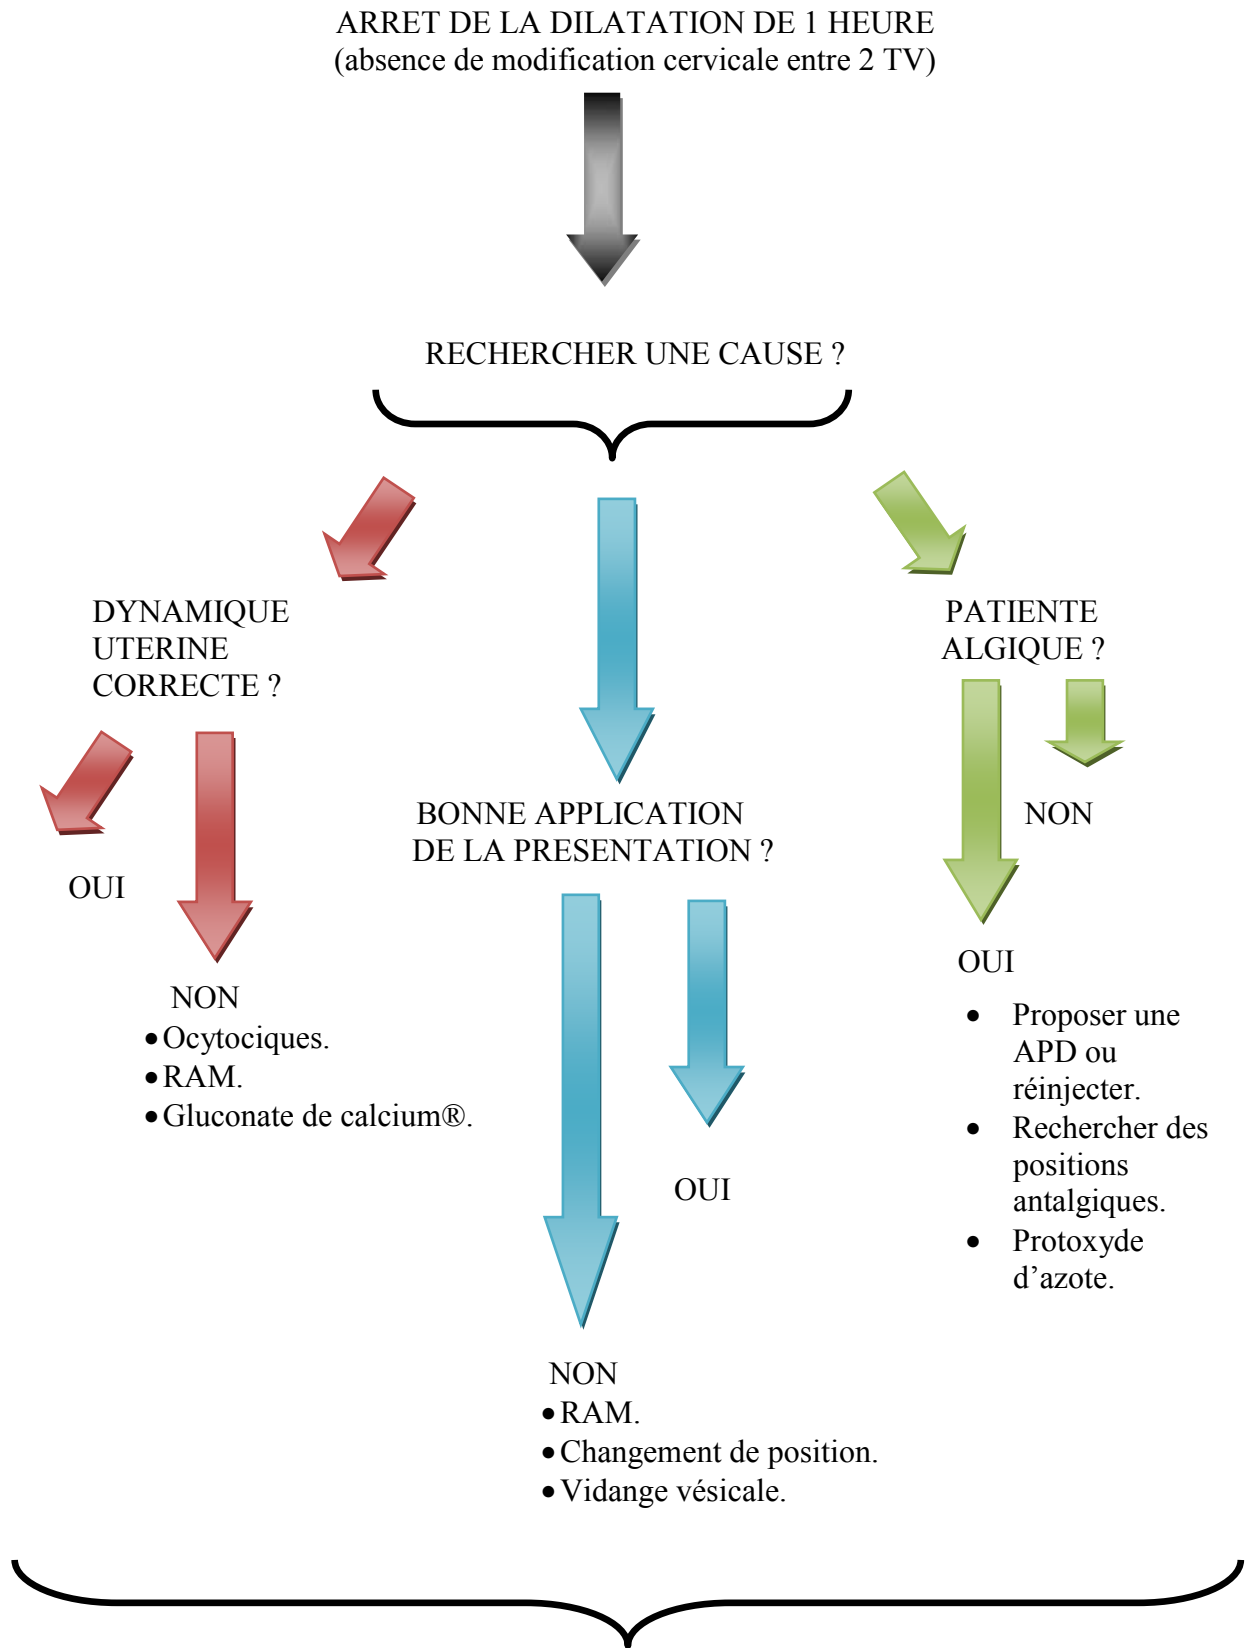 ARRET DE LA DILATATION DE 1 HEURE
(absence de modification cervicale entre 2 TV)
RECHERCHER UNE CAUSE ?
DYNAMIQUE
UTERINE
CORRECTE ?
OUI
NON
• Ocytociques.
• RAM.
• Gluconate de calcium®.
BONNE APPLICATION
DE LA PRESENTATION ?
OUI
NON
• RAM.
• Changement de position.
• Vidange vésicale.
PATIENTE
ALGIQUE ?
NON
OUI
• Proposer une
APD ou
réinjecter.
• Rechercher des
positions
antalgiques.
• Protoxyde
d’azote.